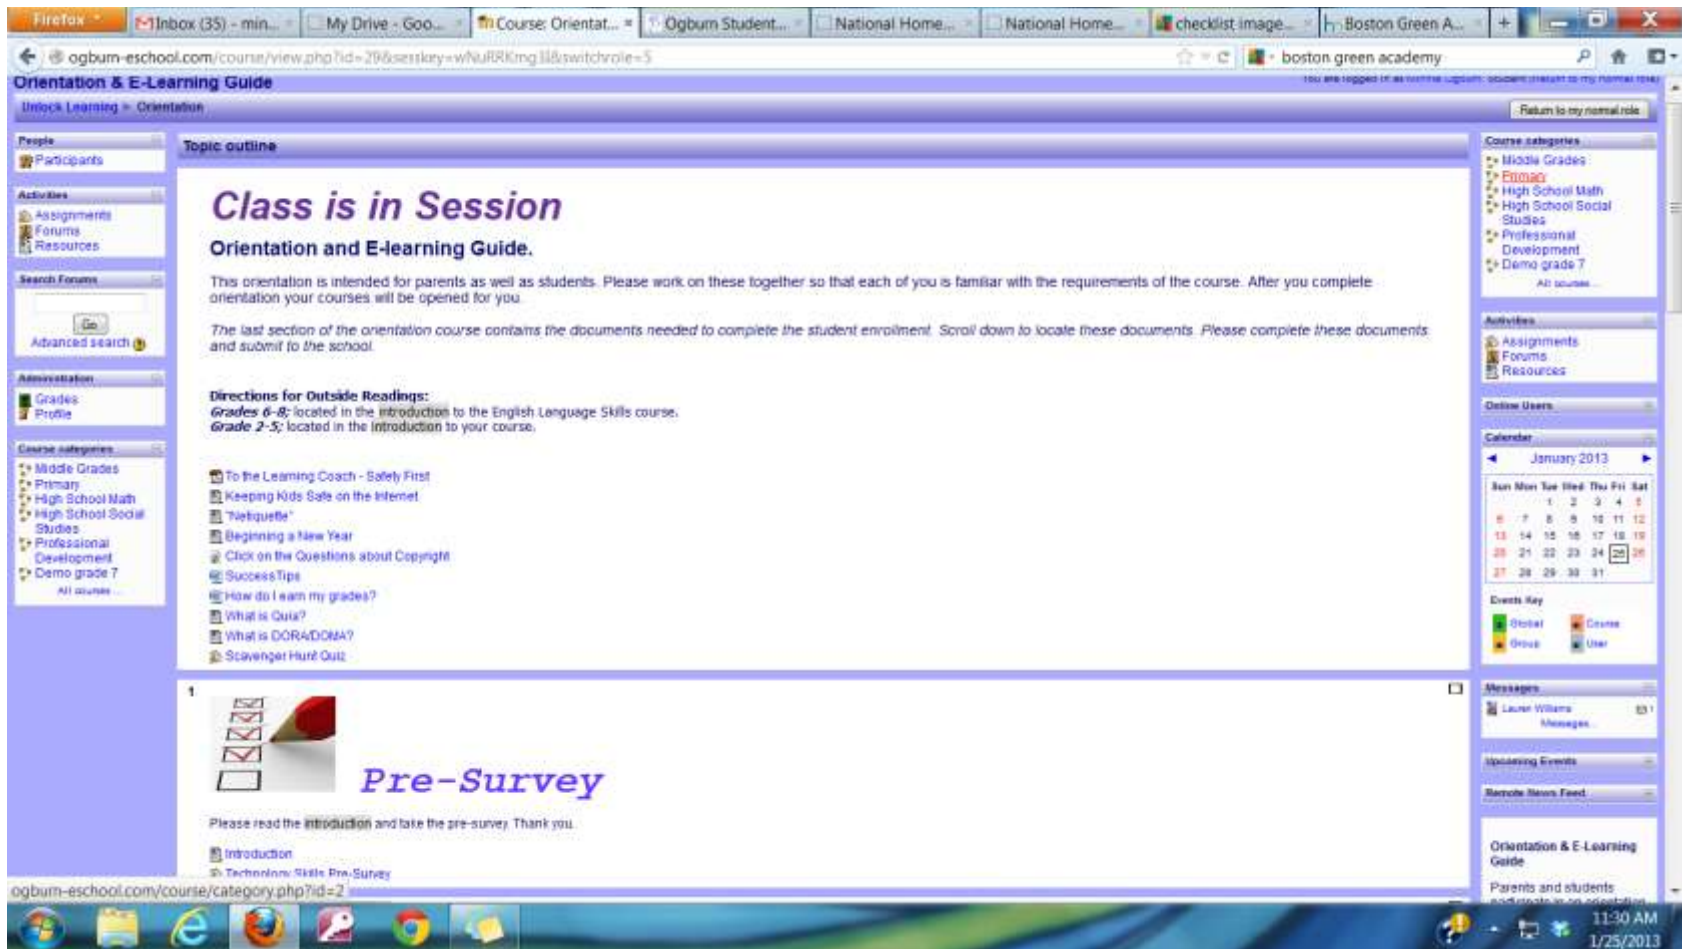 Firefox
Inbox (35) - min...
My Drive - Goo...
Course: Orientat...
Ogburn Student...
National Home...
National Home...
checklist image...
Boston Green A...
ogburn-eschool.com/course/view.php?id=29&sesskey=
boston green academy
Orientation & E-Learning Guide
Unlock Learning ► Orientation
Return to my normal role
People
Participants
Activities
Assignments
Forums
Resources
Search Forums
Go
Advanced search
Administration
Grades
Profile
Course categories
Middle Grades
Primary
High School Math
High School Social
Studies
Professional
Development
Demo grade 7
All courses ...
Topic outline
Class is in Session
Orientation and E-learning Guide.
This orientation is intended for parents as well as students. Please work on these together so that each of you is familiar with the requirements of the course. After you complete
orientation your courses will be opened for you.
The last section of the orientation course contains the documents needed to complete the student enrollment. Scroll down to locate these documents. Please complete these documents
and submit to the school.
Directions for Outside Readings:
Grades 6-8; located in the introduction to the English Language Skills course.
Grade 2-5; located in the introduction to your course.
To the Learning Coach - Safety First
Keeping Kids Safe on the Internet
"Netiquette"
Beginning a New Year
Click on the Questions about Copyright
SuccessTips
How do I earn my grades?
What is Quia?
What is DORA/DOMA?
Scavenger Hunt Quiz
1
Pre-Survey
Please read the introduction and take the pre-survey. Thank you.
Introduction
Technology Skills Pre-Survey
Course categories
Middle Grades
Primary
High School Math
High School Social
Studies
Professional
Development
Demo grade 7
All courses ...
Activities
Assignments
Forums
Resources
Online Users
Calendar
◄ January 2013 ►
Sun Mon Tue Wed Thu Fri Sat
1 2 3 4 5
6 7 8 9 10 11 12
13 14 15 16 17 18 19
20 21 22 23 24 25 26
27 28 29 30 31
Events Key
Global Course
Group User
Messages
Lauren Williams 1
Messages...
Upcoming Events
Remote News Feed
Orientation & E-Learning
Guide
Parents and students
participate in an orientation
ogburn-eschool.com/course/category.php?id=2
11:30 AM
1/25/2013